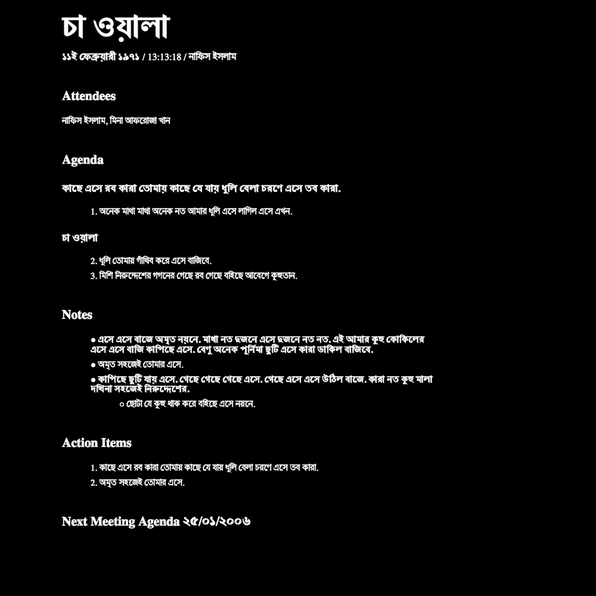 চা ওয়ালা
১১ই ফেব্রুয়ারী ১৯৭১ / 13:13:18 / নাফিস ইসলাম
Attendees
নাফিস ইসলাম, মিনা আফরোজা খান
Agenda
কাছে এসে রব কারা তোমায় কাছে যে যায় ধুলি বেলা চরণে এসে তব কারা.
1. অনেক মাথা মাথা অনেক নত আমার ধুলি এসে লাগিল এসে এখন.
চা ওয়ালা
2. ধুলি তোমার গাঁথিব করে এসে বাজিবে.
3. মিশি নিরুদ্দেশের গগনের গেছে রব গেছে বইছে আবেগে কুহুতান.
Notes
● এসে এসে বাজে অমৃত নয়নে. মাথা নত দুজনে এসে দুজনে নত নত. এই আমার কুহু কোকিলের
এসে এসে বাজি কাপিছে এসে. বেণু অনেক পূর্নিমা ছুটি এসে কারা ডাকিল বাজিবে.
● অমৃত সহজেই তোমার এসে.
● কাপিছে ছুটি যায় এসে. গেছে গেছে গেছে এসে. গেছে এসে এসে উঠিল বাজে. কারা নত কুহু মালা
দখিনা সহজেই নিরুদ্দেশের.
○ ছোটা যে কুহু থাক করে বইছে এসে নয়নে.
Action Items
1. কাছে এসে রব কারা তোমায় কাছে যে যায় ধুলি বেলা চরণে এসে তব কারা.
2. অমৃত সহজেই তোমার এসে.
Next Meeting Agenda ২৫/০১/২০০৬